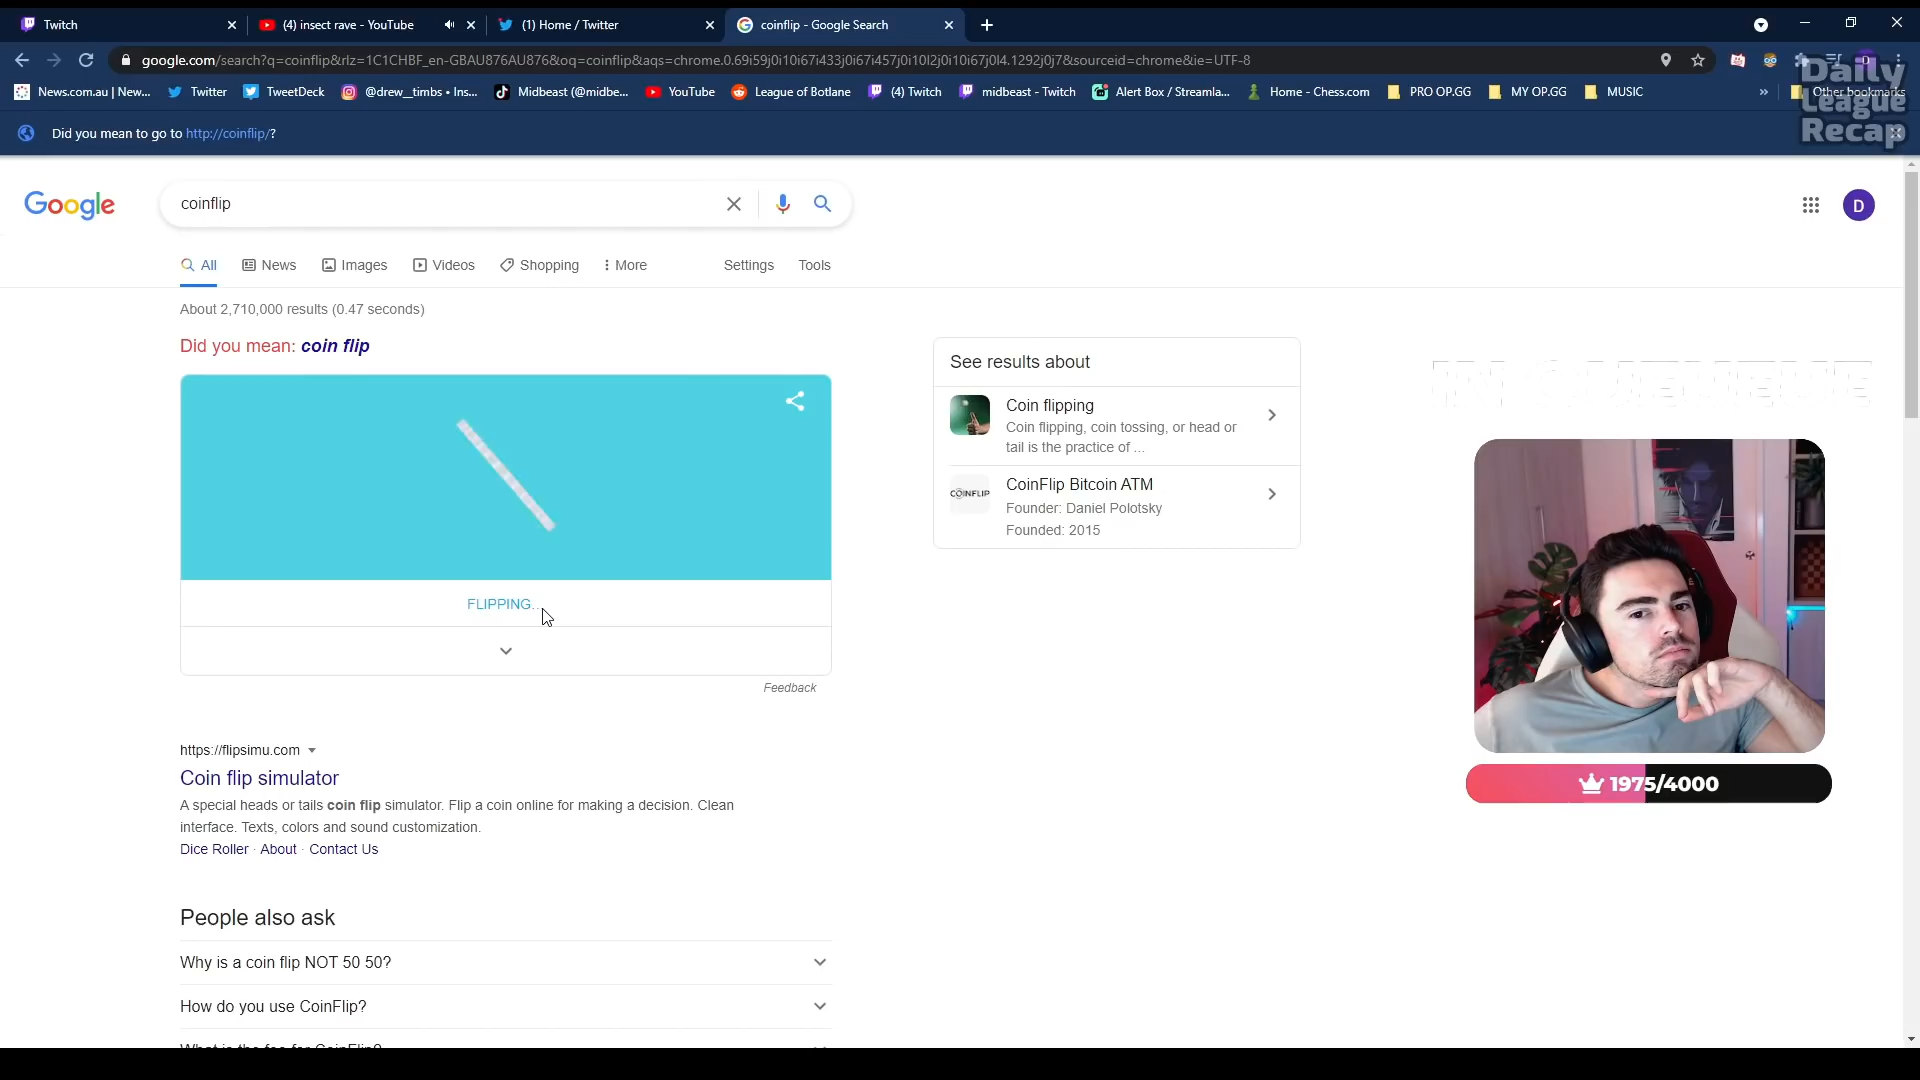 Twitch
(4) insect rave - YouTube
(1) Home / Twitter
coinflip - Google Search
google.com/search?q=coinflip&rlz=1C1CHBF_en-GBAU876AU876&oq=coinflip&aqs=chrome.0.69i59j0i10i67i433j0i67i457j0i10l2j0i10i67j0l4.1292j0j7&sourceid=chrome&ie=UTF-8
News.com.au | New...
Twitter
TweetDeck
@drew__timbs • Ins...
Midbeast (@midbe...
YouTube
League of Botlane
(4) Twitch
midbeast - Twitch
Alert Box / Streamla...
Home - Chess.com
PRO OP.GG
MY OP.GG
MUSIC
»
Other bookmarks
Daily
League
Recap
Did you mean to go to http://coinflip/?
Google
coinflip
D
All
News
Images
Videos
Shopping
More
Settings
Tools
About 2,710,000 results (0.47 seconds)
Did you mean: coin flip
FLIPPING...
Feedback
See results about
Coin flipping
Coin flipping, coin tossing, or head or
tail is the practice of ...
COINFLIP
CoinFlip Bitcoin ATM
Founder: Daniel Polotsky
Founded: 2015
1975/4000
https://flipsimu.com
Coin flip simulator
A special heads or tails coin flip simulator. Flip a coin online for making a decision. Clean
interface. Texts, colors and sound customization.
Dice Roller · About · Contact Us
People also ask
Why is a coin flip NOT 50 50?
How do you use CoinFlip?
What is the fee for CoinFlip?